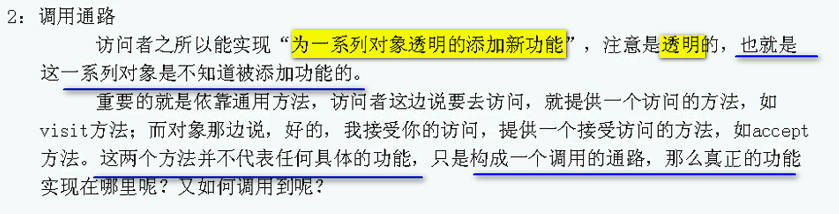 2：调用通路
访问者之所以能实现“为一系列对象透明的添加新功能”，注意是透明的，也就是
这一系列对象是不知道被添加功能的。
重要的就是依靠通用方法，访问者这边说要去访问，就提供一个访问的方法，如
visit方法；而对象那边说，好的，我接受你的访问，提供一个接受访问的方法，如accept
方法。这两个方法并不代表任何具体的功能，只是构成一个调用的通路，那么真正的功能
实现在哪里呢？又如何调用到呢？